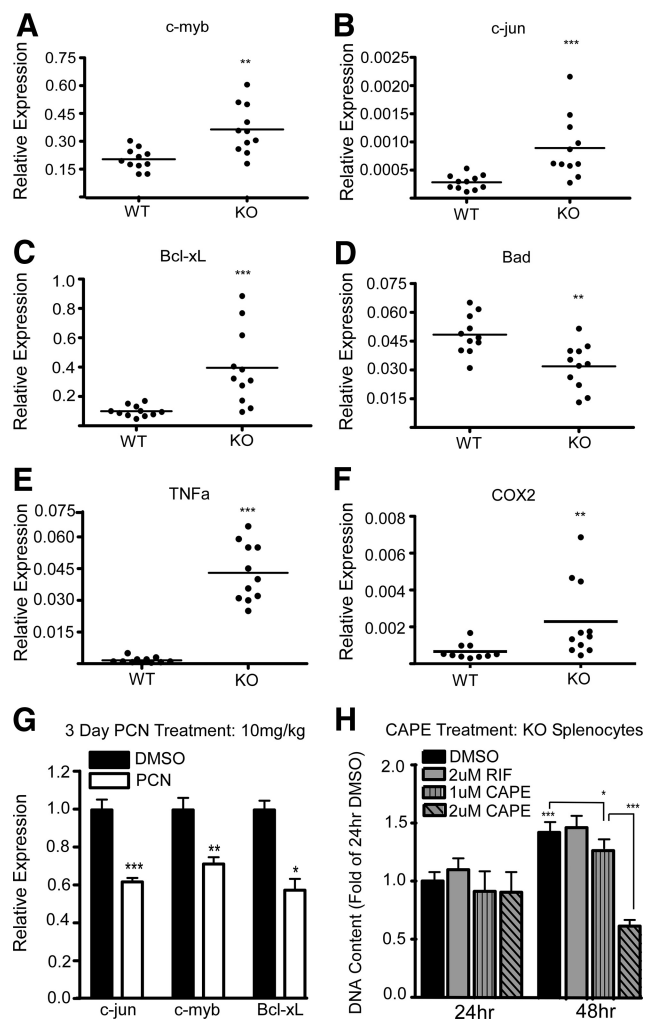 A
c-myb
**
0.75
0.60
0.45
0.30
0.15
Relative Expression
WT KO
B
c-jun
***
0.0025
0.0020
0.0015
0.0010
0.0005
Relative Expression
WT KO
C
Bcl-xL
***
1.0
0.8
0.6
0.4
0.2
Relative Expression
WT KO
D
Bad
**
0.075
0.060
0.045
0.030
0.015
Relative Expression
WT KO
E
TNFa
***
0.075
0.060
0.045
0.030
0.015
Relative Expression
WT KO
F
COX2
**
0.008
0.006
0.004
0.002
Relative Expression
WT KO
G
3 Day PCN Treatment: 10mg/kg
DMSO
PCN
1.2
1.0
0.8
0.6
0.4
0.2
0.0
Relative Expression
***
**
*
c-jun c-myb Bcl-xL
H
CAPE Treatment: KO Splenocytes
DMSO
2uM RIF
1uM CAPE
2uM CAPE
2.0
1.5
1.0
0.5
0.0
DNA Content (Fold of 24hr DMSO)
***
*
***
24hr 48hr